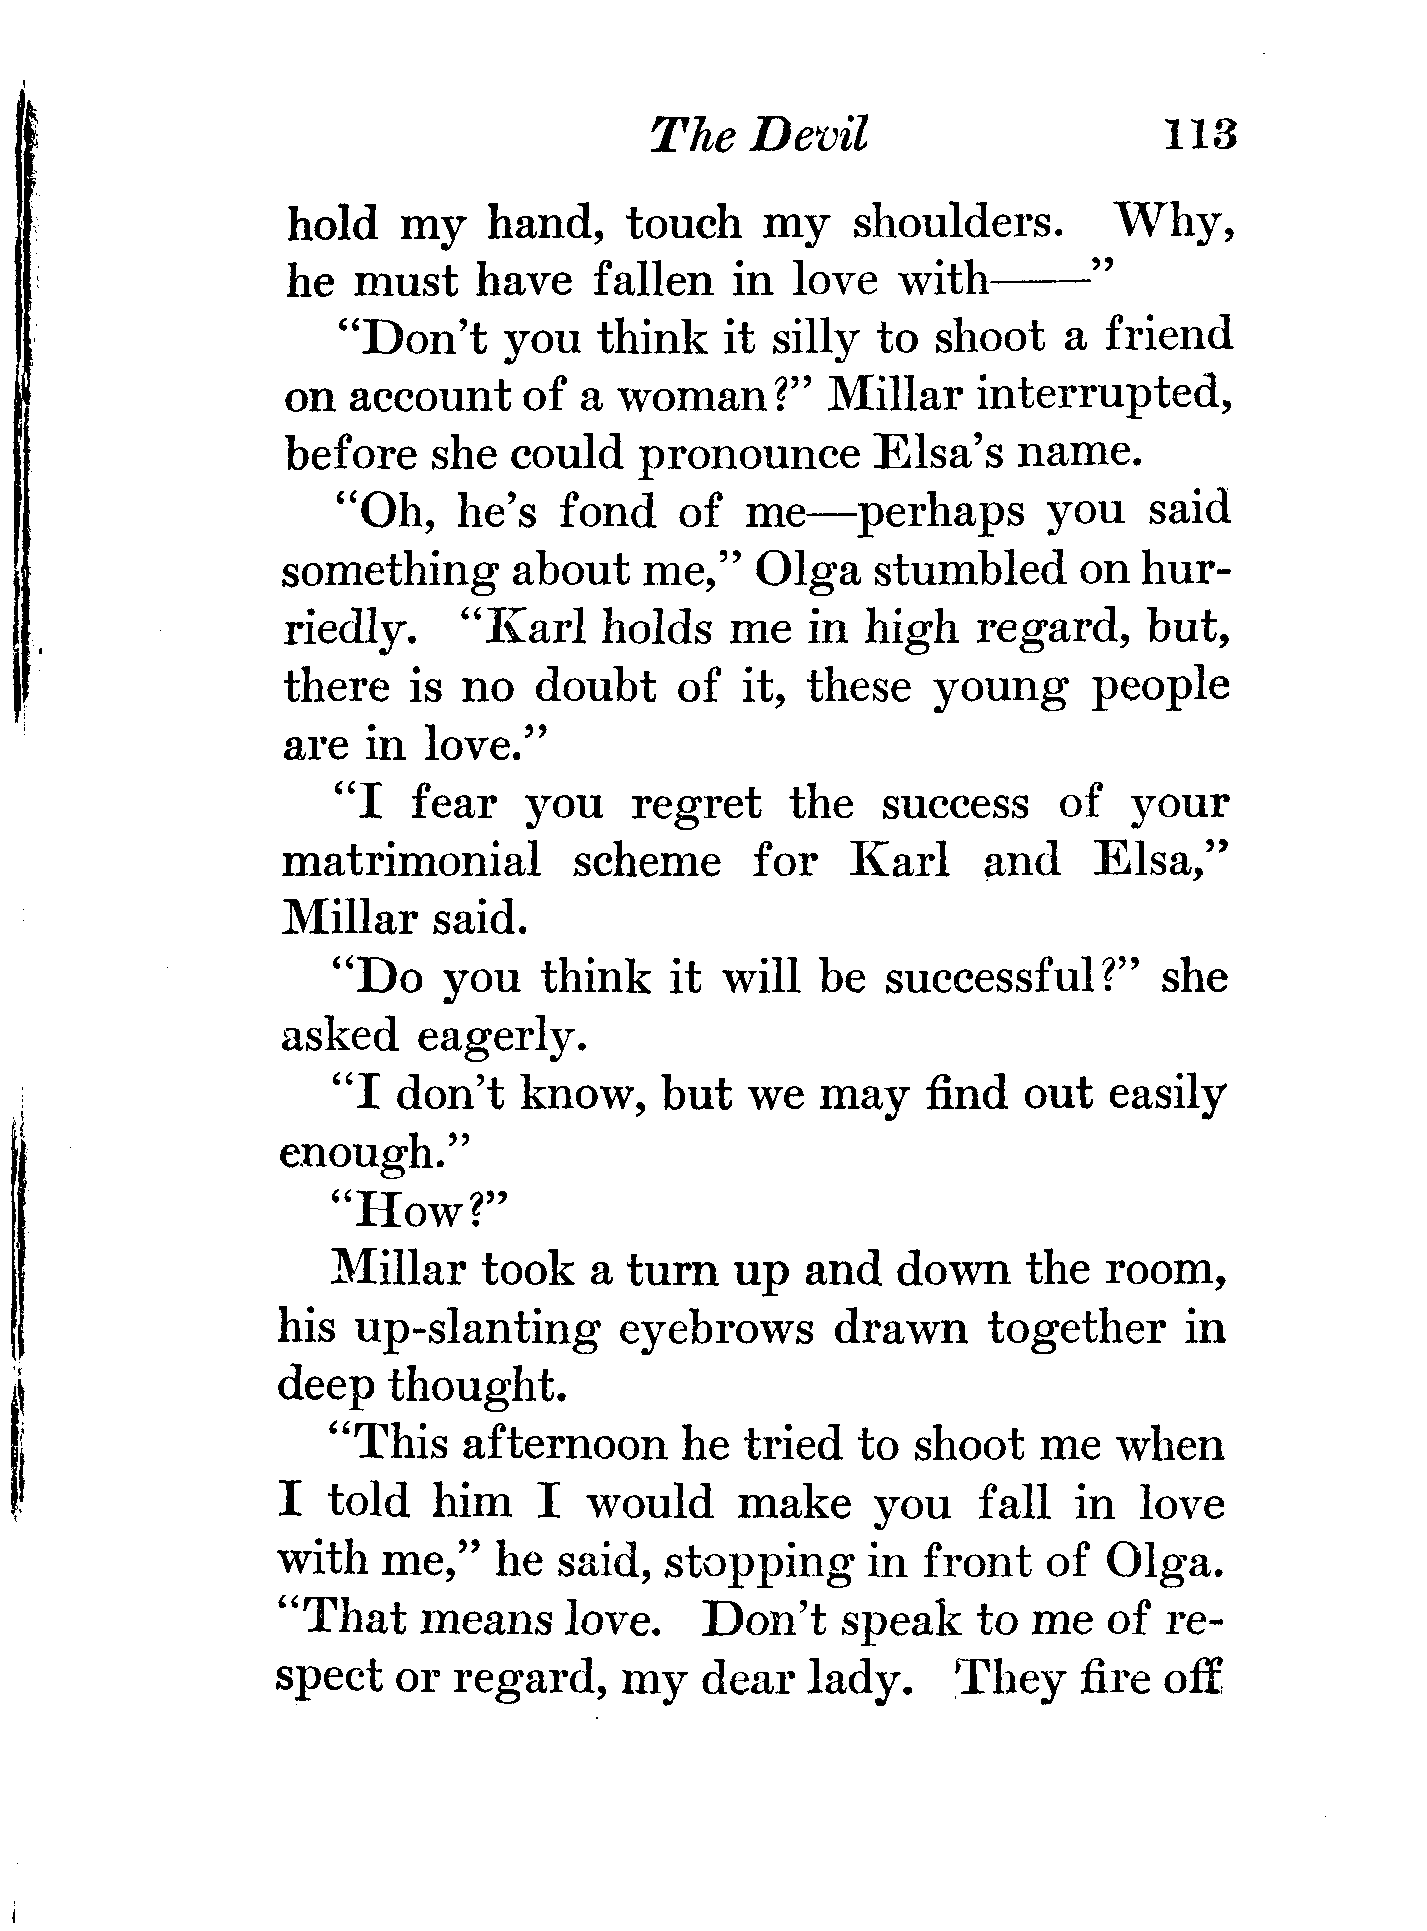 The Devil 113
hold my hand, touch my shoulders. Why,
he must have fallen in love with——”
“Don’t you think it silly to shoot a friend
on account of a woman?” Millar interrupted,
before she could pronounce Elsa’s name.
“Oh, he’s fond of me—perhaps you said
something about me,” Olga stumbled on hur-
riedly. “Karl holds me in high regard, but,
there is no doubt of it, these young people
are in love.”
“I fear you regret the success of your
matrimonial scheme for Karl and Elsa,”
Millar said.
“Do you think it will be successful?” she
asked eagerly.
“I don’t know, but we may find out easily
enough.”
“How?”
Millar took a turn up and down the room,
his up-slanting eyebrows drawn together in
deep thought.
“This afternoon he tried to shoot me when
I told him I would make you fall in love
with me,” he said, stopping in front of Olga.
“That means love. Don’t speak to me of re-
spect or regard, my dear lady. They fire off